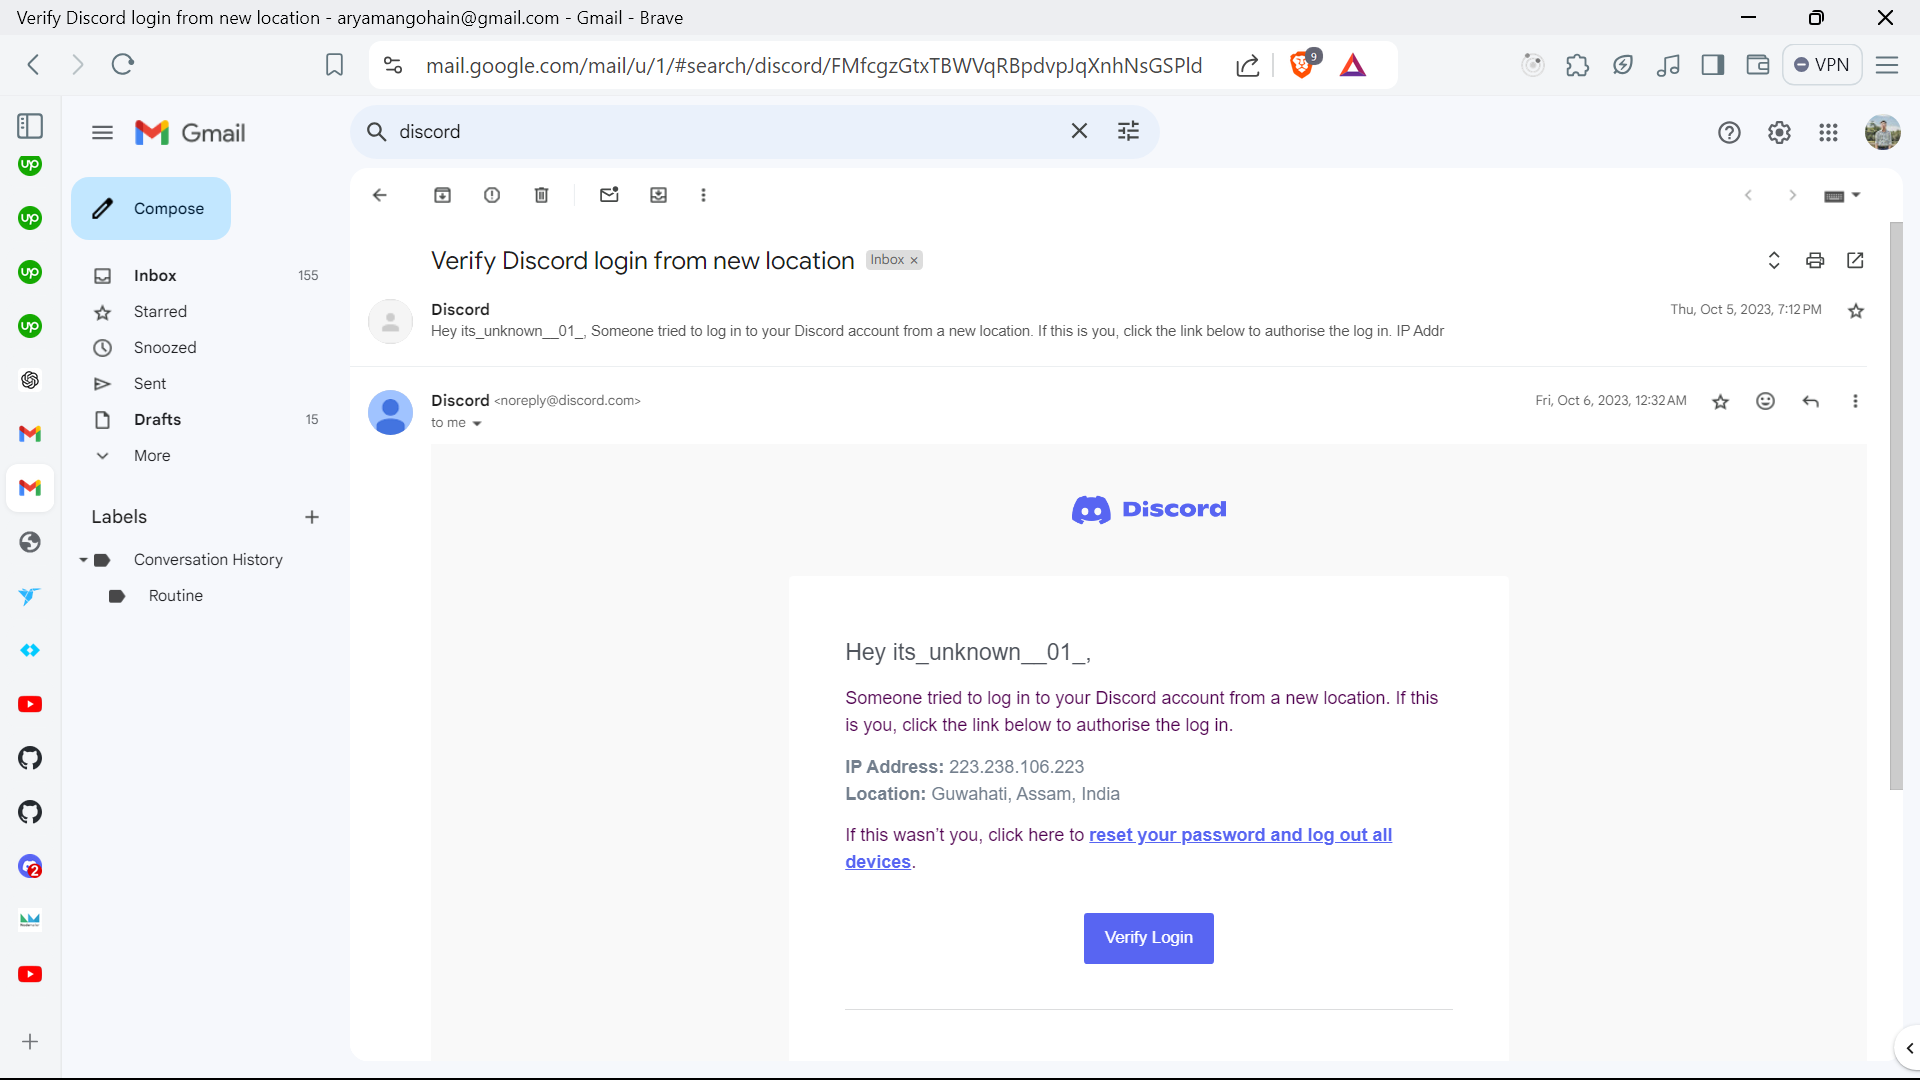 Verify Discord login from new location - aryamangohain@gmail.com - Gmail - Brave
mail.google.com/mail/u/1/#search/discord/FMfcgzGtxTBWVqRBpdvpJqXnhNsGSPld
9
VPN
Gmail
discord
Compose
Inbox 155
Starred
Snoozed
Sent
Drafts 15
More
Labels
Conversation History
Routine
up
up
up
up
2
Verify Discord login from new location Inbox ×
Discord Thu, Oct 5, 2023, 7:12 PM
Hey its_unknown__01_, Someone tried to log in to your Discord account from a new location. If this is you, click the link below to authorise the log in. IP Addr
Discord <noreply@discord.com> Fri, Oct 6, 2023, 12:32 AM
to me
Discord
Hey its_unknown__01_,
Someone tried to log in to your Discord account from a new location. If this
is you, click the link below to authorise the log in.
IP Address: 223.238.106.223
Location: Guwahati, Assam, India
If this wasn't you, click here to reset your password and log out all
devices.
Verify Login